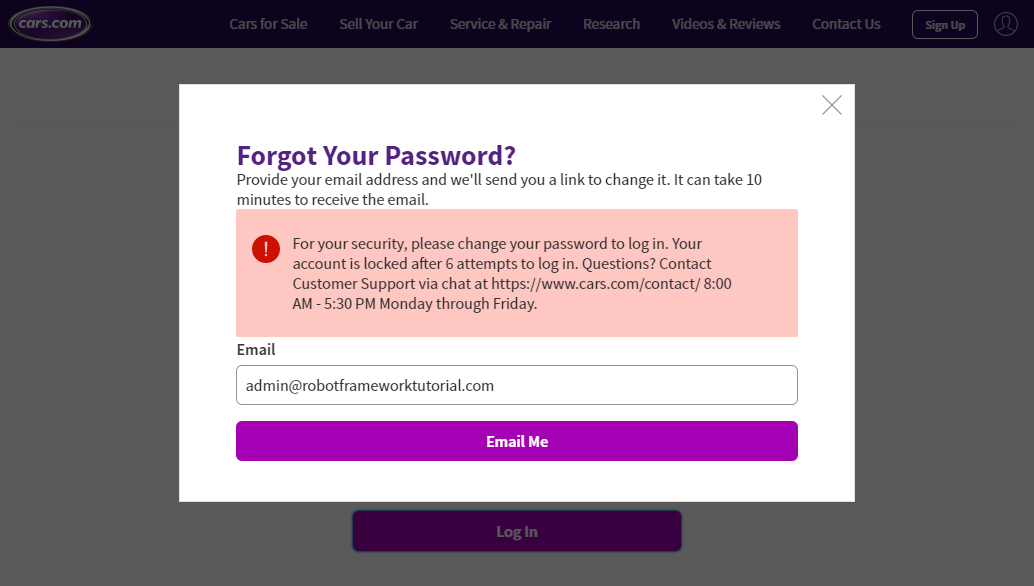 cars.com Cars for Sale Sell Your Car Service & Repair Research Videos & Reviews Contact Us Sign Up
Forgot Your Password?
Provide your email address and we'll send you a link to change it. It can take 10
minutes to receive the email.
For your security, please change your password to log in. Your
account is locked after 6 attempts to log in. Questions? Contact
Customer Support via chat at https://www.cars.com/contact/ 8:00
AM - 5:30 PM Monday through Friday.
Email
admin@robotframeworktutorial.com
Email Me
Log In